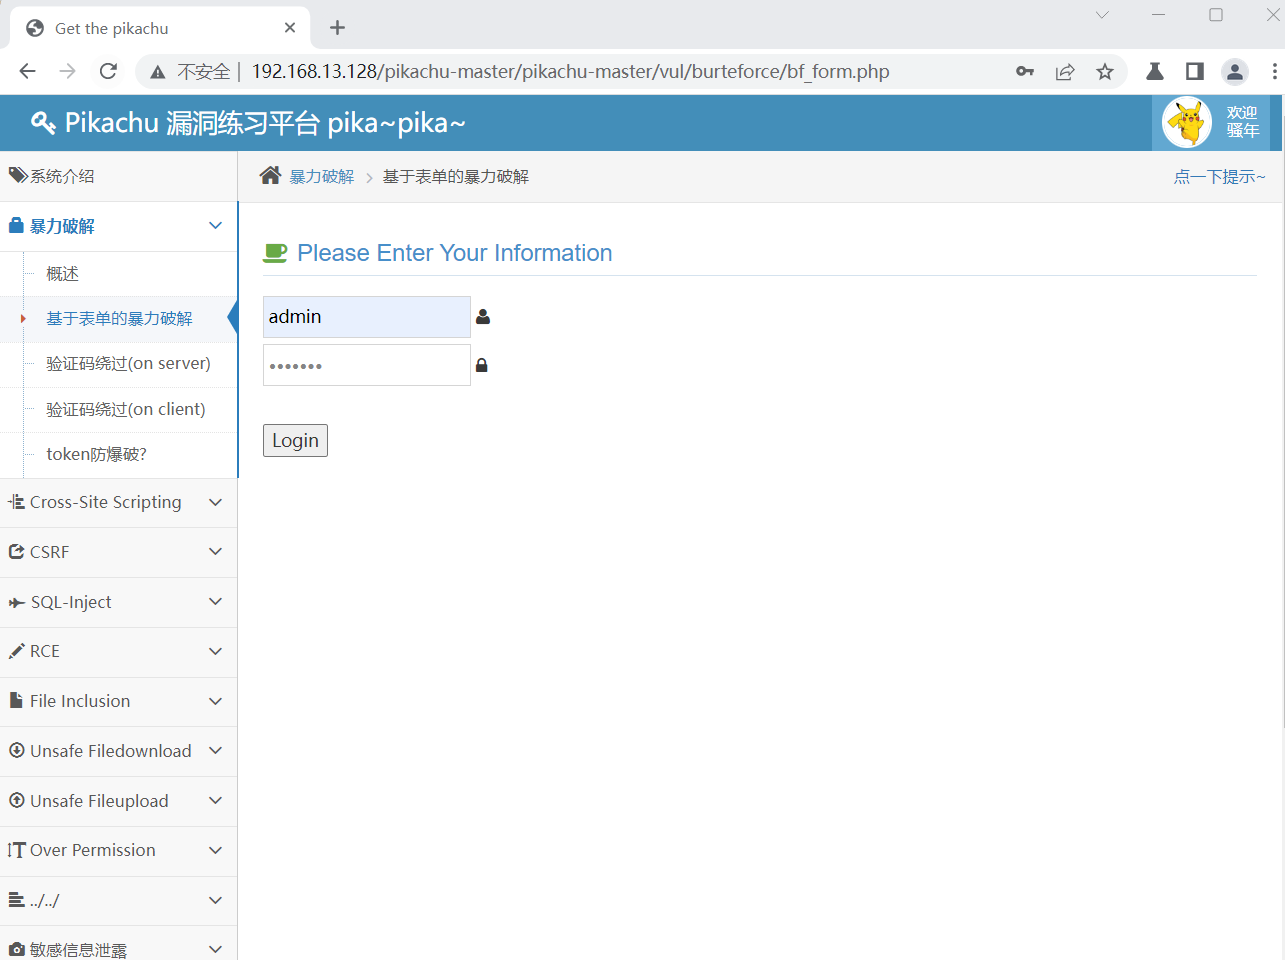 Get the pikachu
不安全 | 192.168.13.128/pikachu-master/pikachu-master/vul/burteforce/bf_form.php
Pikachu 漏洞练习平台 pika~pika~
欢迎
骚年
系统介绍
暴力破解
概述
基于表单的暴力破解
验证码绕过(on server)
验证码绕过(on client)
token防爆破?
Cross-Site Scripting
CSRF
SQL-Inject
RCE
File Inclusion
Unsafe Filedownload
Unsafe Fileupload
Over Permission
../../
敏感信息泄露
暴力破解 > 基于表单的暴力破解
点一下提示~
Please Enter Your Information
admin
•••••••
Login